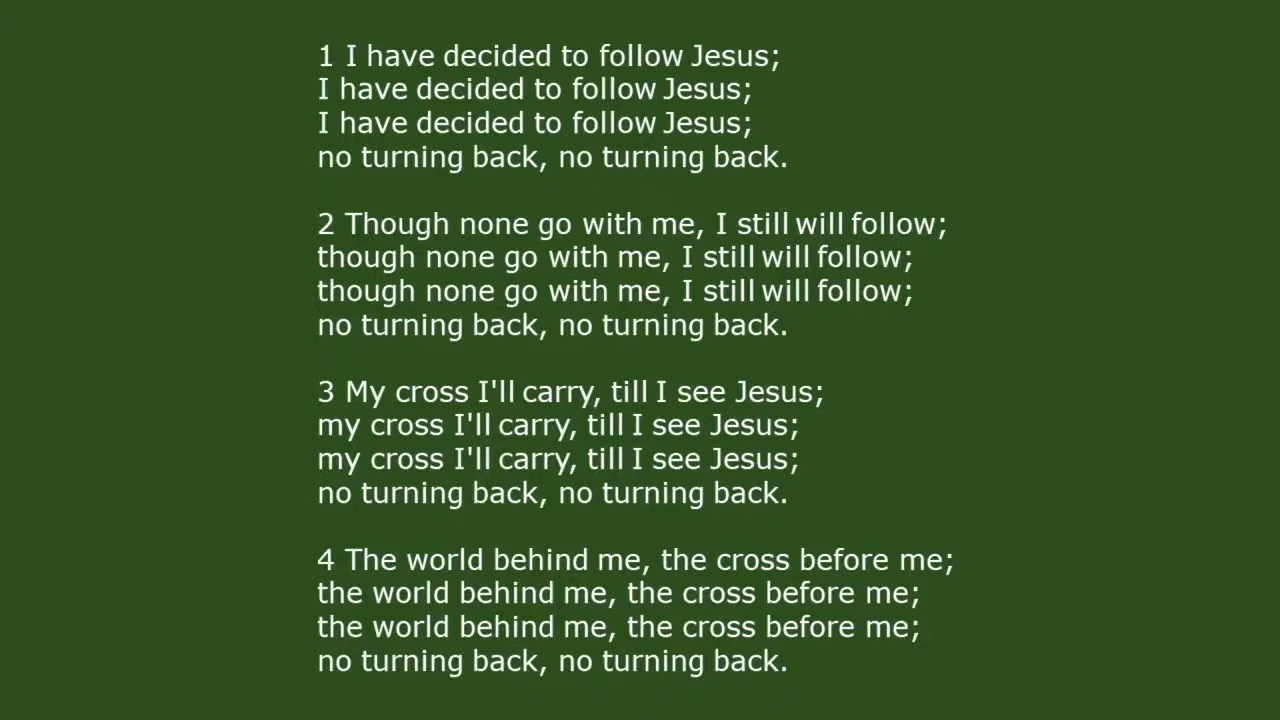 1 I have decided to follow Jesus;
I have decided to follow Jesus;
I have decided to follow Jesus;
no turning back, no turning back.

2 Though none go with me, I still will follow;
though none go with me, I still will follow;
though none go with me, I still will follow;
no turning back, no turning back.

3 My cross I'll carry, till I see Jesus;
my cross I'll carry, till I see Jesus;
my cross I'll carry, till I see Jesus;
no turning back, no turning back.

4 The world behind me, the cross before me;
the world behind me, the cross before me;
the world behind me, the cross before me;
no turning back, no turning back.